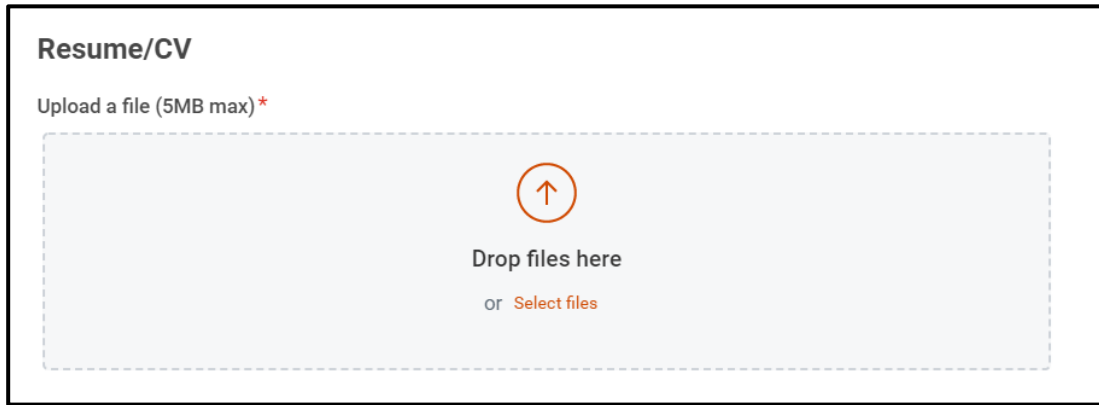 Resume/CV
Upload a file (5MB max)*
Drop files here
or Select files